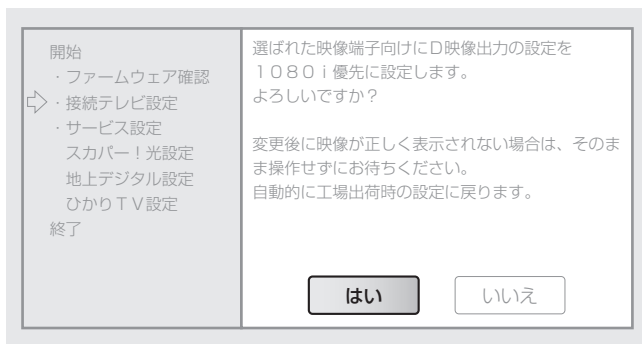 開始
・ファームウェア確認
・接続テレビ設定
・サービス設定
スカパー!光設定
地上デジタル設定
ひかりTV設定
終了
選ばれた映像端子向けにD映像出力の設定を
1080i優先に設定します。
よろしいですか?
変更後に映像が正しく表示されない場合は、そのま
ま操作せずにお待ちください。
自動的に工場出荷時の設定に戻ります。
はい
いいえ